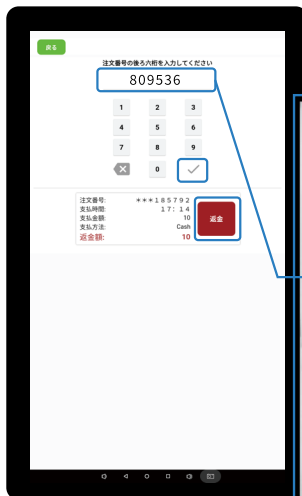 戻る
注文番号の後ろ六桁を入力してください
809536
1 2 3
4 5 6
7 8 9
0
注文番号: ***185792
支払時間: 17:14
支払金額: 10
支払方法: Cash
返金額: 10
返金